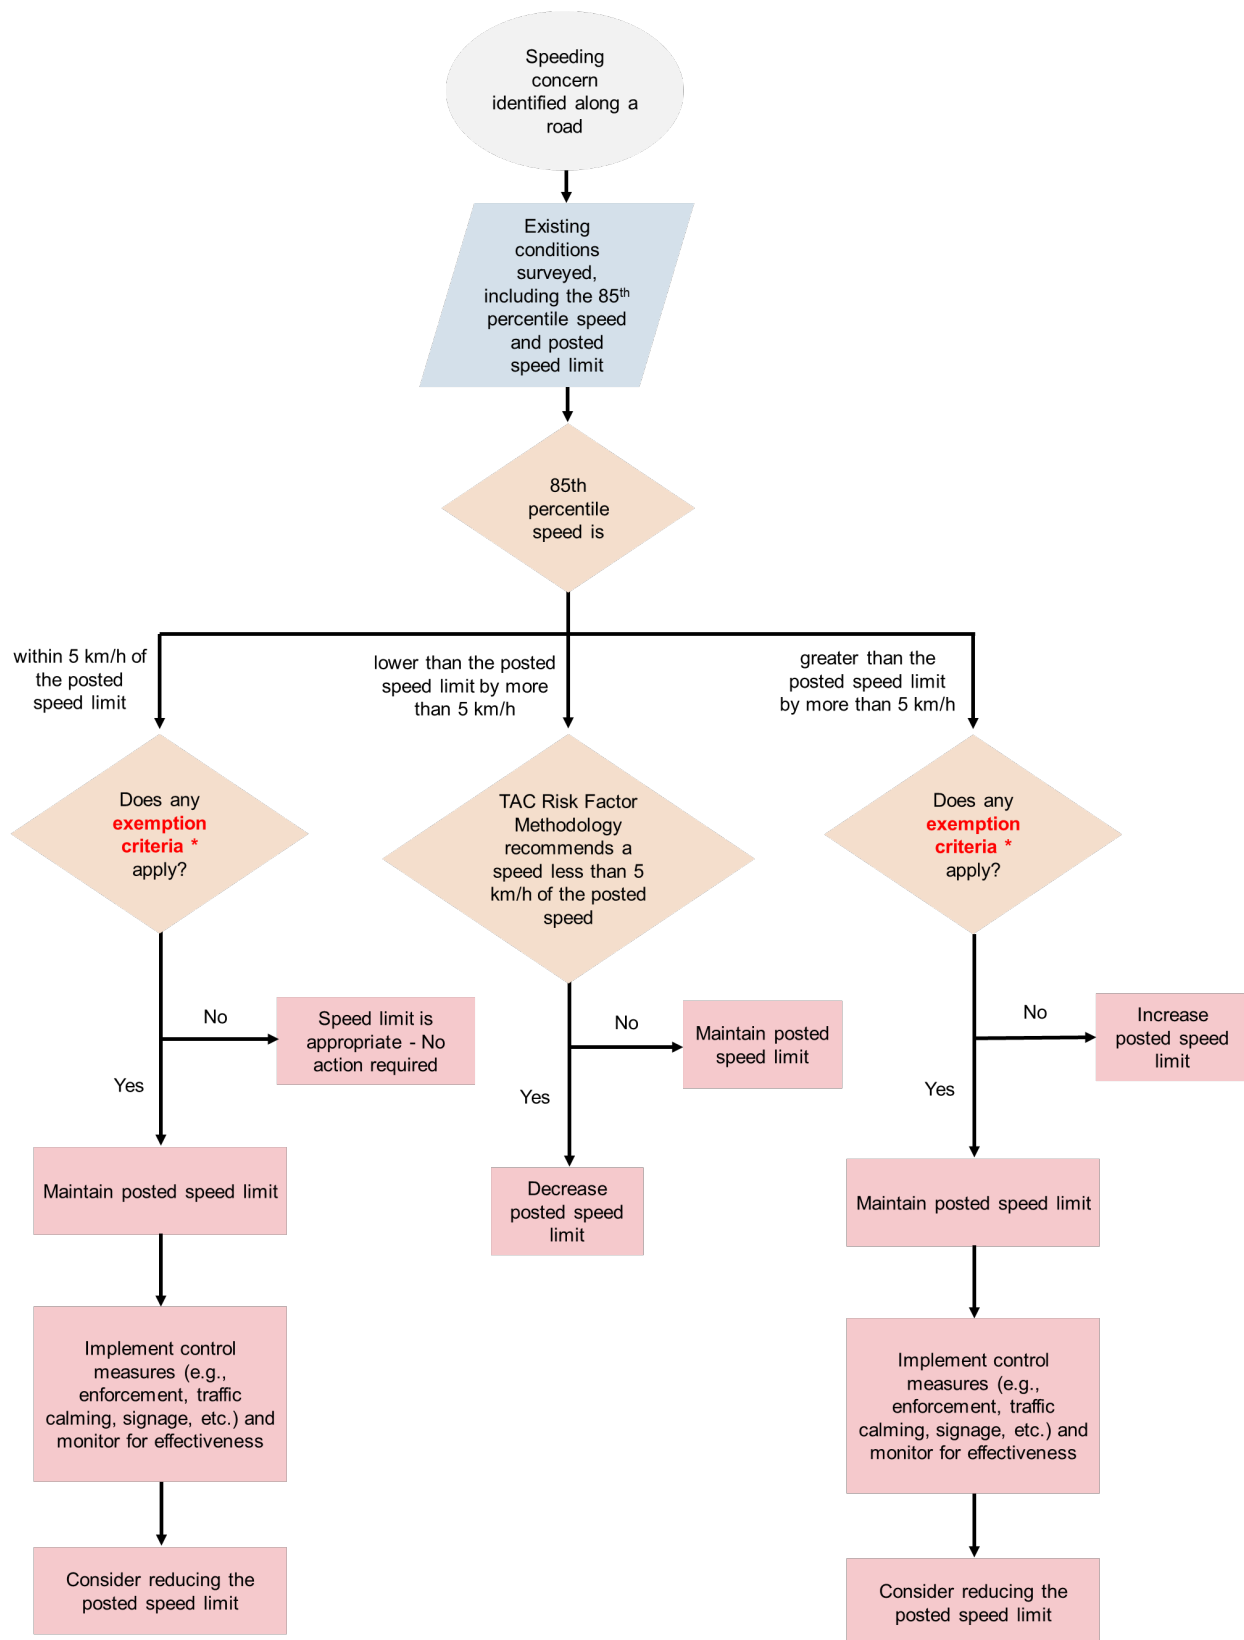 Speeding
concern
identified along a
road
Existing
conditions
surveyed,
including the 85th
percentile speed
and posted
speed limit
85th
percentile
speed is
within 5 km/h of
the posted
speed limit
lower than the posted
speed limit by more
than 5 km/h
greater than the
posted speed limit
by more than 5 km/h
Does any
exemption
criteria *
apply?
TAC Risk Factor
Methodology
recommends a
speed less than 5
km/h of the posted
speed
Does any
exemption
criteria *
apply?
No
Speed limit is
appropriate - No
action required
Yes
No
Maintain posted
speed limit
Yes
No
Increase
posted speed
limit
Yes
Maintain posted speed limit
Decrease
posted speed
limit
Maintain posted speed limit
Implement control
measures (e.g.,
enforcement, traffic
calming, signage, etc.) and
monitor for effectiveness
Implement control
measures (e.g.,
enforcement, traffic
calming, signage, etc.) and
monitor for effectiveness
Consider reducing the
posted speed limit
Consider reducing the
posted speed limit